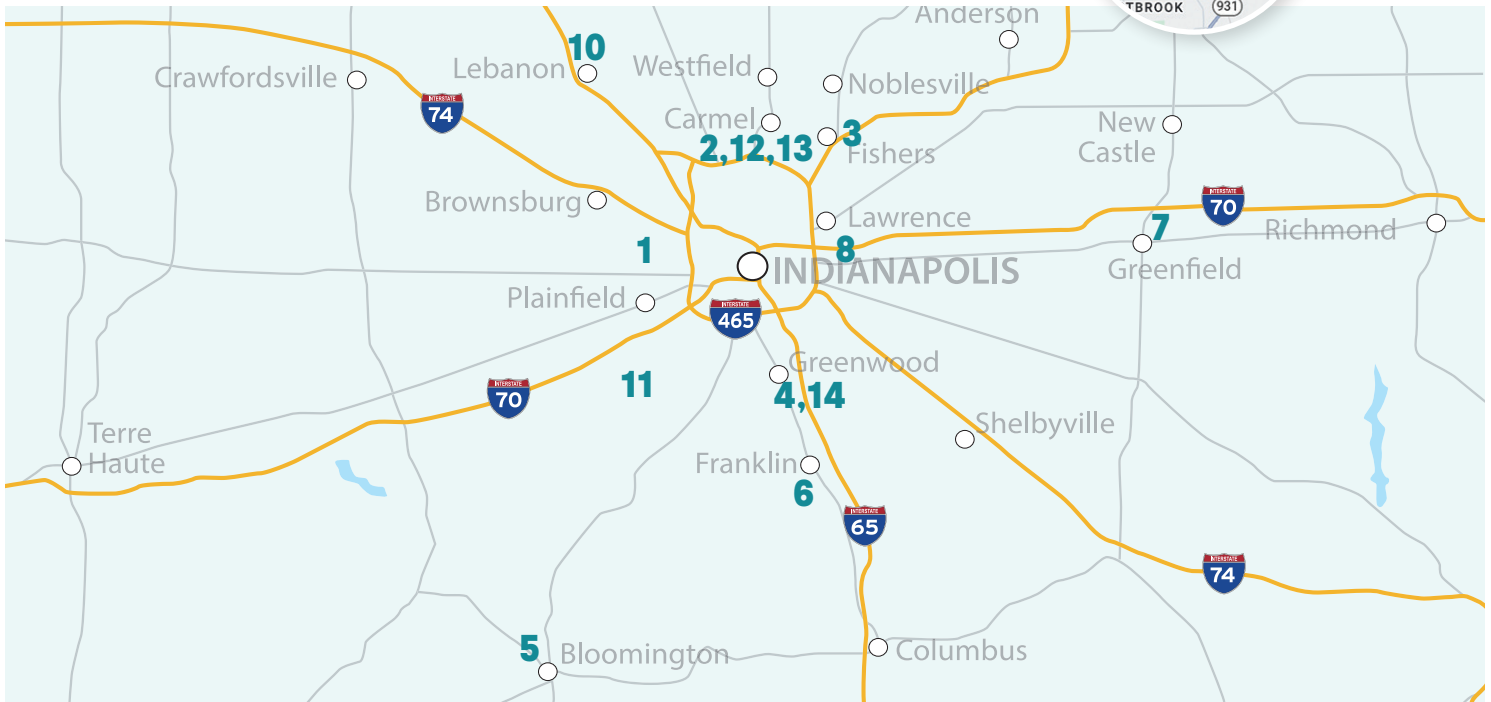 TBROOK
931
Anderson
10
Crawfordsville
Lebanon
Westfield
Noblesville
INTERSTATE
74
Carmel
2,12,13
3
Fishers
New
Castle
Brownsburg
Lawrence
INTERSTATE
70
7
Richmond
1
8
INDIANAPOLIS
Greenfield
Plainfield
INTERSTATE
465
Greenwood
11
4,14
INTERSTATE
70
Shelbyville
Terre
Haute
Franklin
6
INTERSTATE
65
INTERSTATE
74
5
Bloomington
Columbus